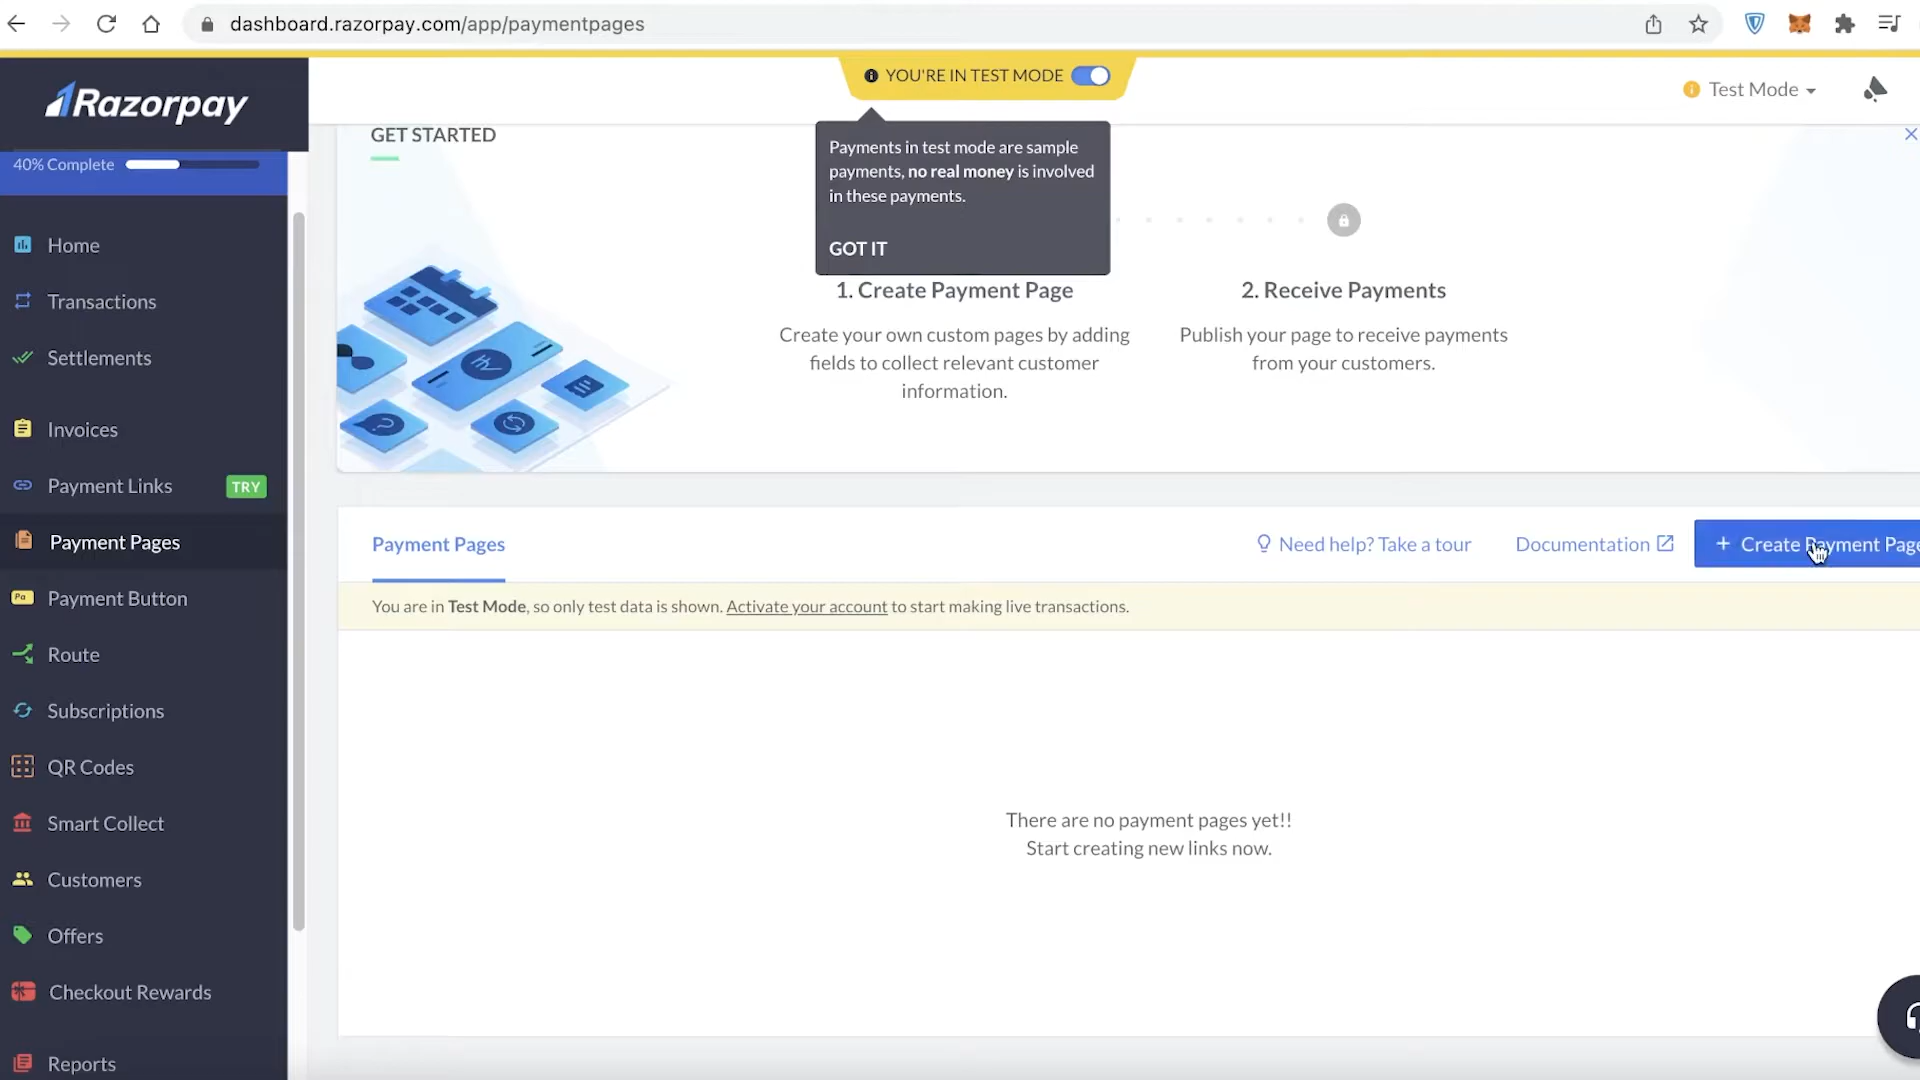 dashboard.razorpay.com/app/paymentpages
YOU'RE IN TEST MODE
Test Mode
Razorpay
40% Complete
Home
Transactions
Settlements
Invoices
Payment Links
TRY
Payment Pages
Payment Button
Route
Subscriptions
QR Codes
Smart Collect
Customers
Offers
Checkout Rewards
Reports
GET STARTED
Payments in test mode are sample
payments, no real money is involved
in these payments.
GOT IT
1. Create Payment Page
Create your own custom pages by adding
fields to collect relevant customer
information.
2. Receive Payments
Publish your page to receive payments
from your customers.
Payment Pages
Need help? Take a tour
Documentation
+ Create Payment Page
You are in Test Mode, so only test data is shown. Activate your account to start making live transactions.
There are no payment pages yet!!
Start creating new links now.